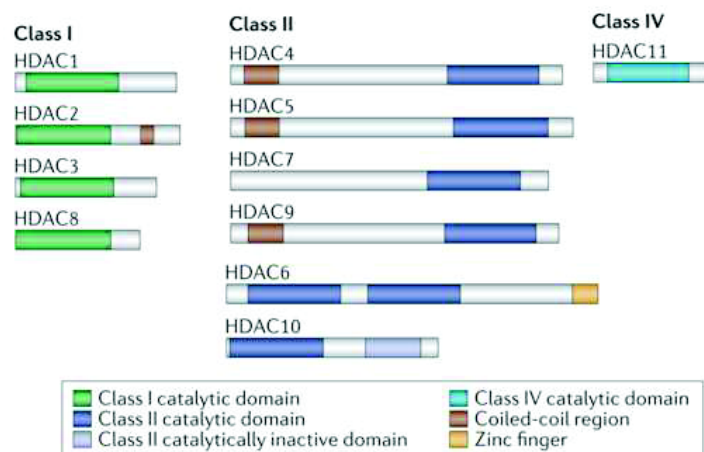 Class I
HDAC1
HDAC2
HDAC3
HDAC8
Class II
HDAC4
HDAC5
HDAC7
HDAC9
HDAC6
HDAC10
Class IV
HDAC11
Class I catalytic domain
Class II catalytic domain
Class II catalytically inactive domain
Class IV catalytic domain
Coiled-coil region
Zinc finger